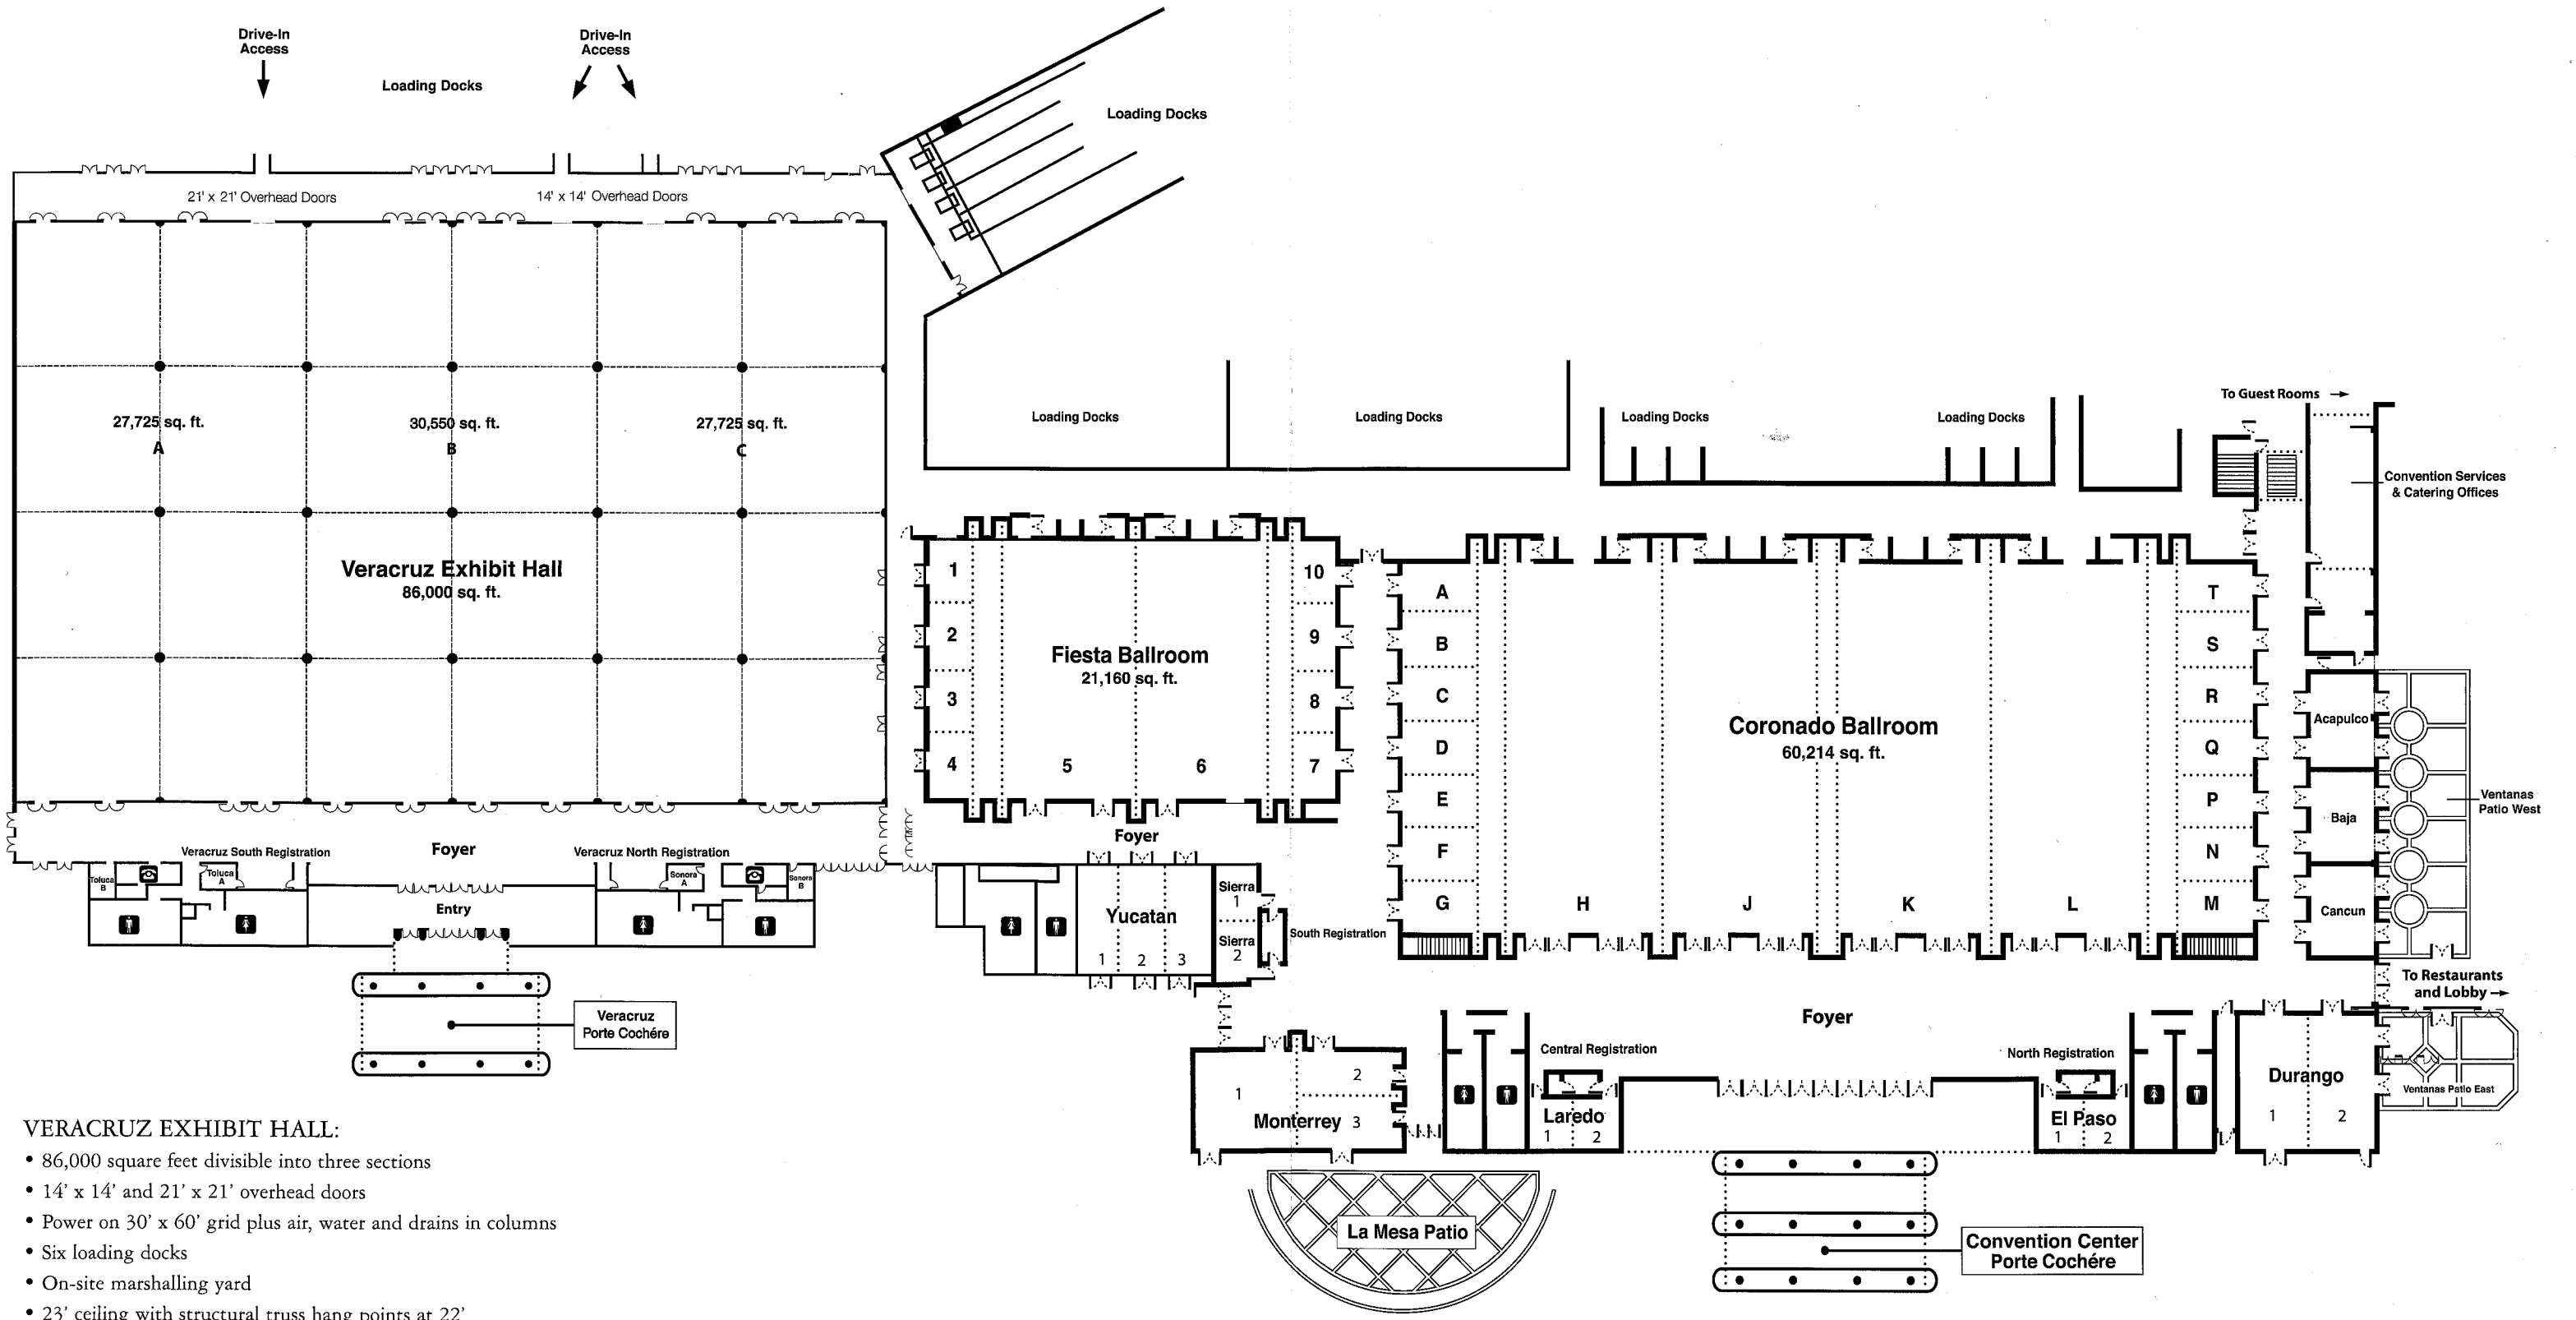 Drive-In
Access
Drive-In
Access
Loading Docks
Loading Docks
21' x 21' Overhead Doors
14' x 14' Overhead Doors
27,725 sq. ft.
A
30,550 sq. ft.
B
27,725 sq. ft.
C
Veracruz Exhibit Hall
86,000 sq. ft.
Loading Docks
Loading Docks
Loading Docks
Loading Docks
To Guest Rooms →
Convention Services
& Catering Offices
1
2
3
4
5
6
7
8
9
10
Fiesta Ballroom
21,160 sq. ft.
A
B
C
D
E
F
G
H
J
K
L
M
N
P
Q
R
S
T
Coronado Ballroom
60,214 sq. ft.
Acapulco
Baja
Cancun
Ventanas
Patio West
To Restaurants
and Lobby →
Veracruz South Registration
Foyer
Veracruz North Registration
Toluca
B
Toluca
A
Sonora
A
Sonora
B
Entry
Veracruz
Porte Cochére
Foyer
Yucatan
1 2 3
Sierra
1
Sierra
2
South Registration
Foyer
Central Registration
North Registration
1
2
Monterrey 3
Laredo
1 2
El Paso
1 2
Durango
1 2
Ventanas Patio East
La Mesa Patio
Convention Center
Porte Cochére
VERACRUZ EXHIBIT HALL:
• 86,000 square feet divisible into three sections
• 14' x 14' and 21' x 21' overhead doors
• Power on 30' x 60' grid plus air, water and drains in columns
• Six loading docks
• On-site marshalling yard
• 23' ceiling with structural truss hang points at 22'